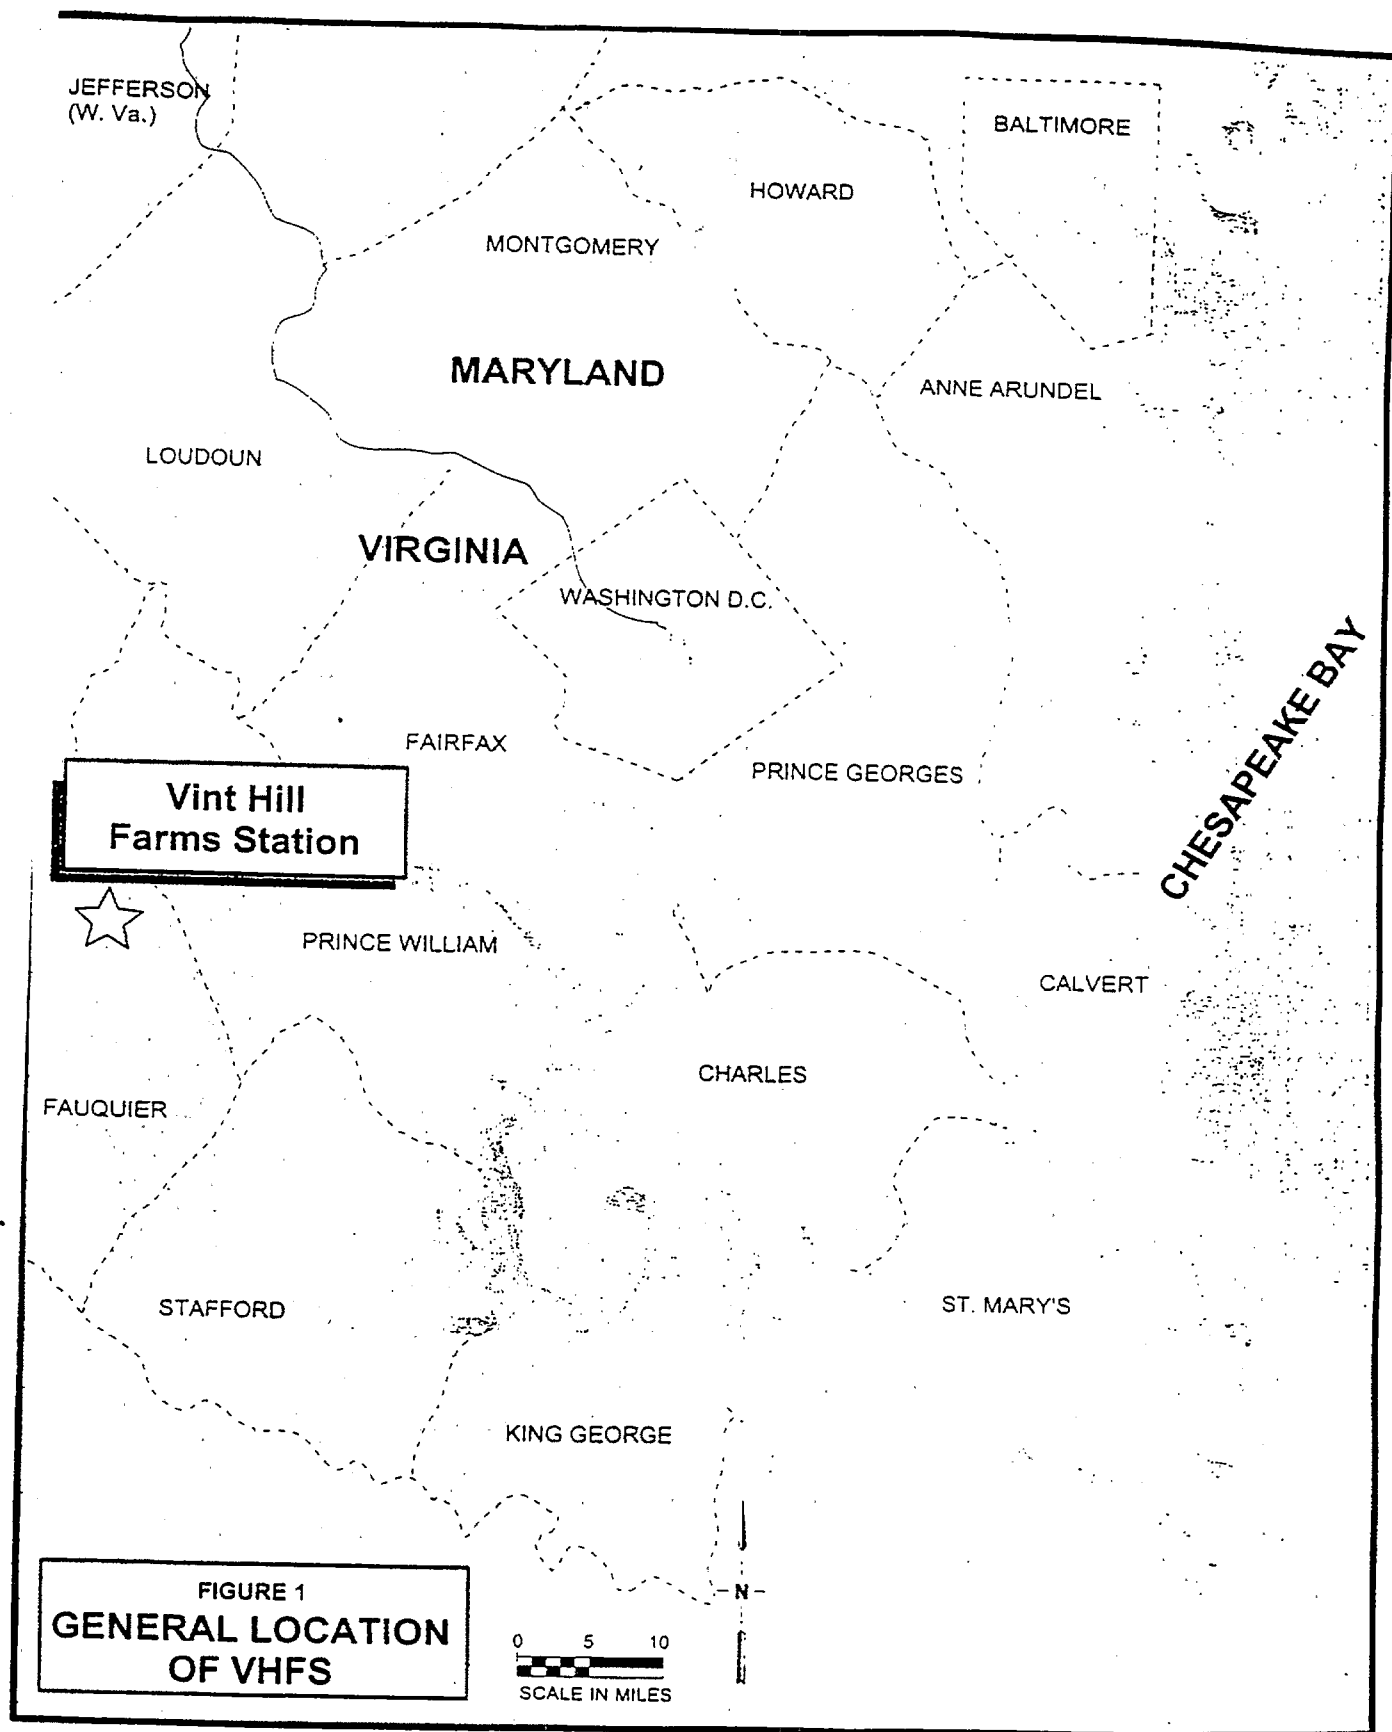 JEFFERSON
(W. Va.)
BALTIMORE
HOWARD
MONTGOMERY
MARYLAND
ANNE ARUNDEL
LOUDOUN
VIRGINIA
WASHINGTON D.C.
CHESAPEAKE BAY
FAIRFAX
PRINCE GEORGES
Vint Hill
Farms Station
PRINCE WILLIAM
CALVERT
CHARLES
FAUQUIER
STAFFORD
ST. MARY'S
KING GEORGE
N
FIGURE 1
GENERAL LOCATION
OF VHFS
0 5 10
SCALE IN MILES